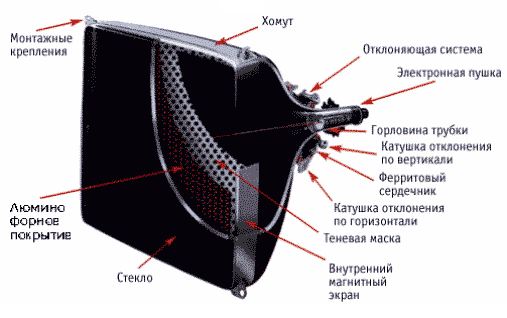 Хомут
Монтажные
крепления
Отклоняющая система
Электронная пушка
Горловина трубки
Катушка отклонения
по вертикали
Ферритовый
сердечник
Катушка отклонения
по горизонтали
Теневая маска
Внутренний
магнитный
экран
Люмино
форное
покрытие
Стекло